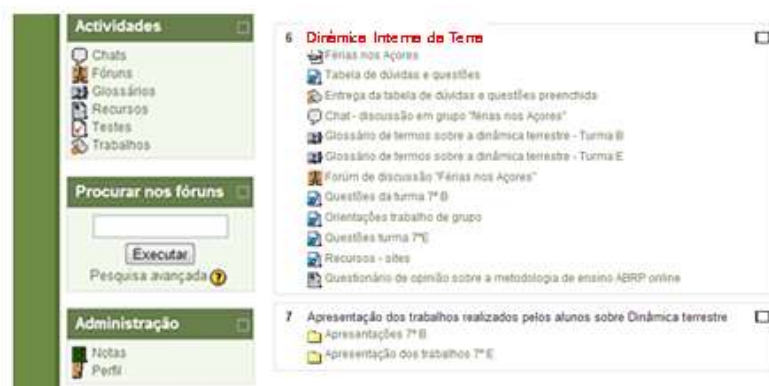 Actividades
Chats
Fóruns
Glossários
Recursos
Testes
Trabalhos
Procurar nos fóruns
Executar
Pesquisa avançada
Administração
Notas
Perfil
6 Dinâmica Interna da Terra
Férias nos Açores
Tabela de dúvidas e questões
Entrega da tabela de dúvidas e questões preenchida
Chat - discussão em grupo "férias nos Açores"
Glossário de termos sobre a dinâmica terrestre - Turma B
Glossário de termos sobre a dinâmica terrestre - Turma E
Forúm de discussão "Férias nos Açores"
Questões da turma 7º B
Orientações trabalho de grupo
Questões turma 7ºE
Recursos - sites
Questionário de opinião sobre a metodologia de ensino ABRP online
7 Apresentação dos trabalhos realizados pelos alunos sobre Dinâmica terrestre
Apresentações 7º B
Apresentação dos trabalhos 7º E